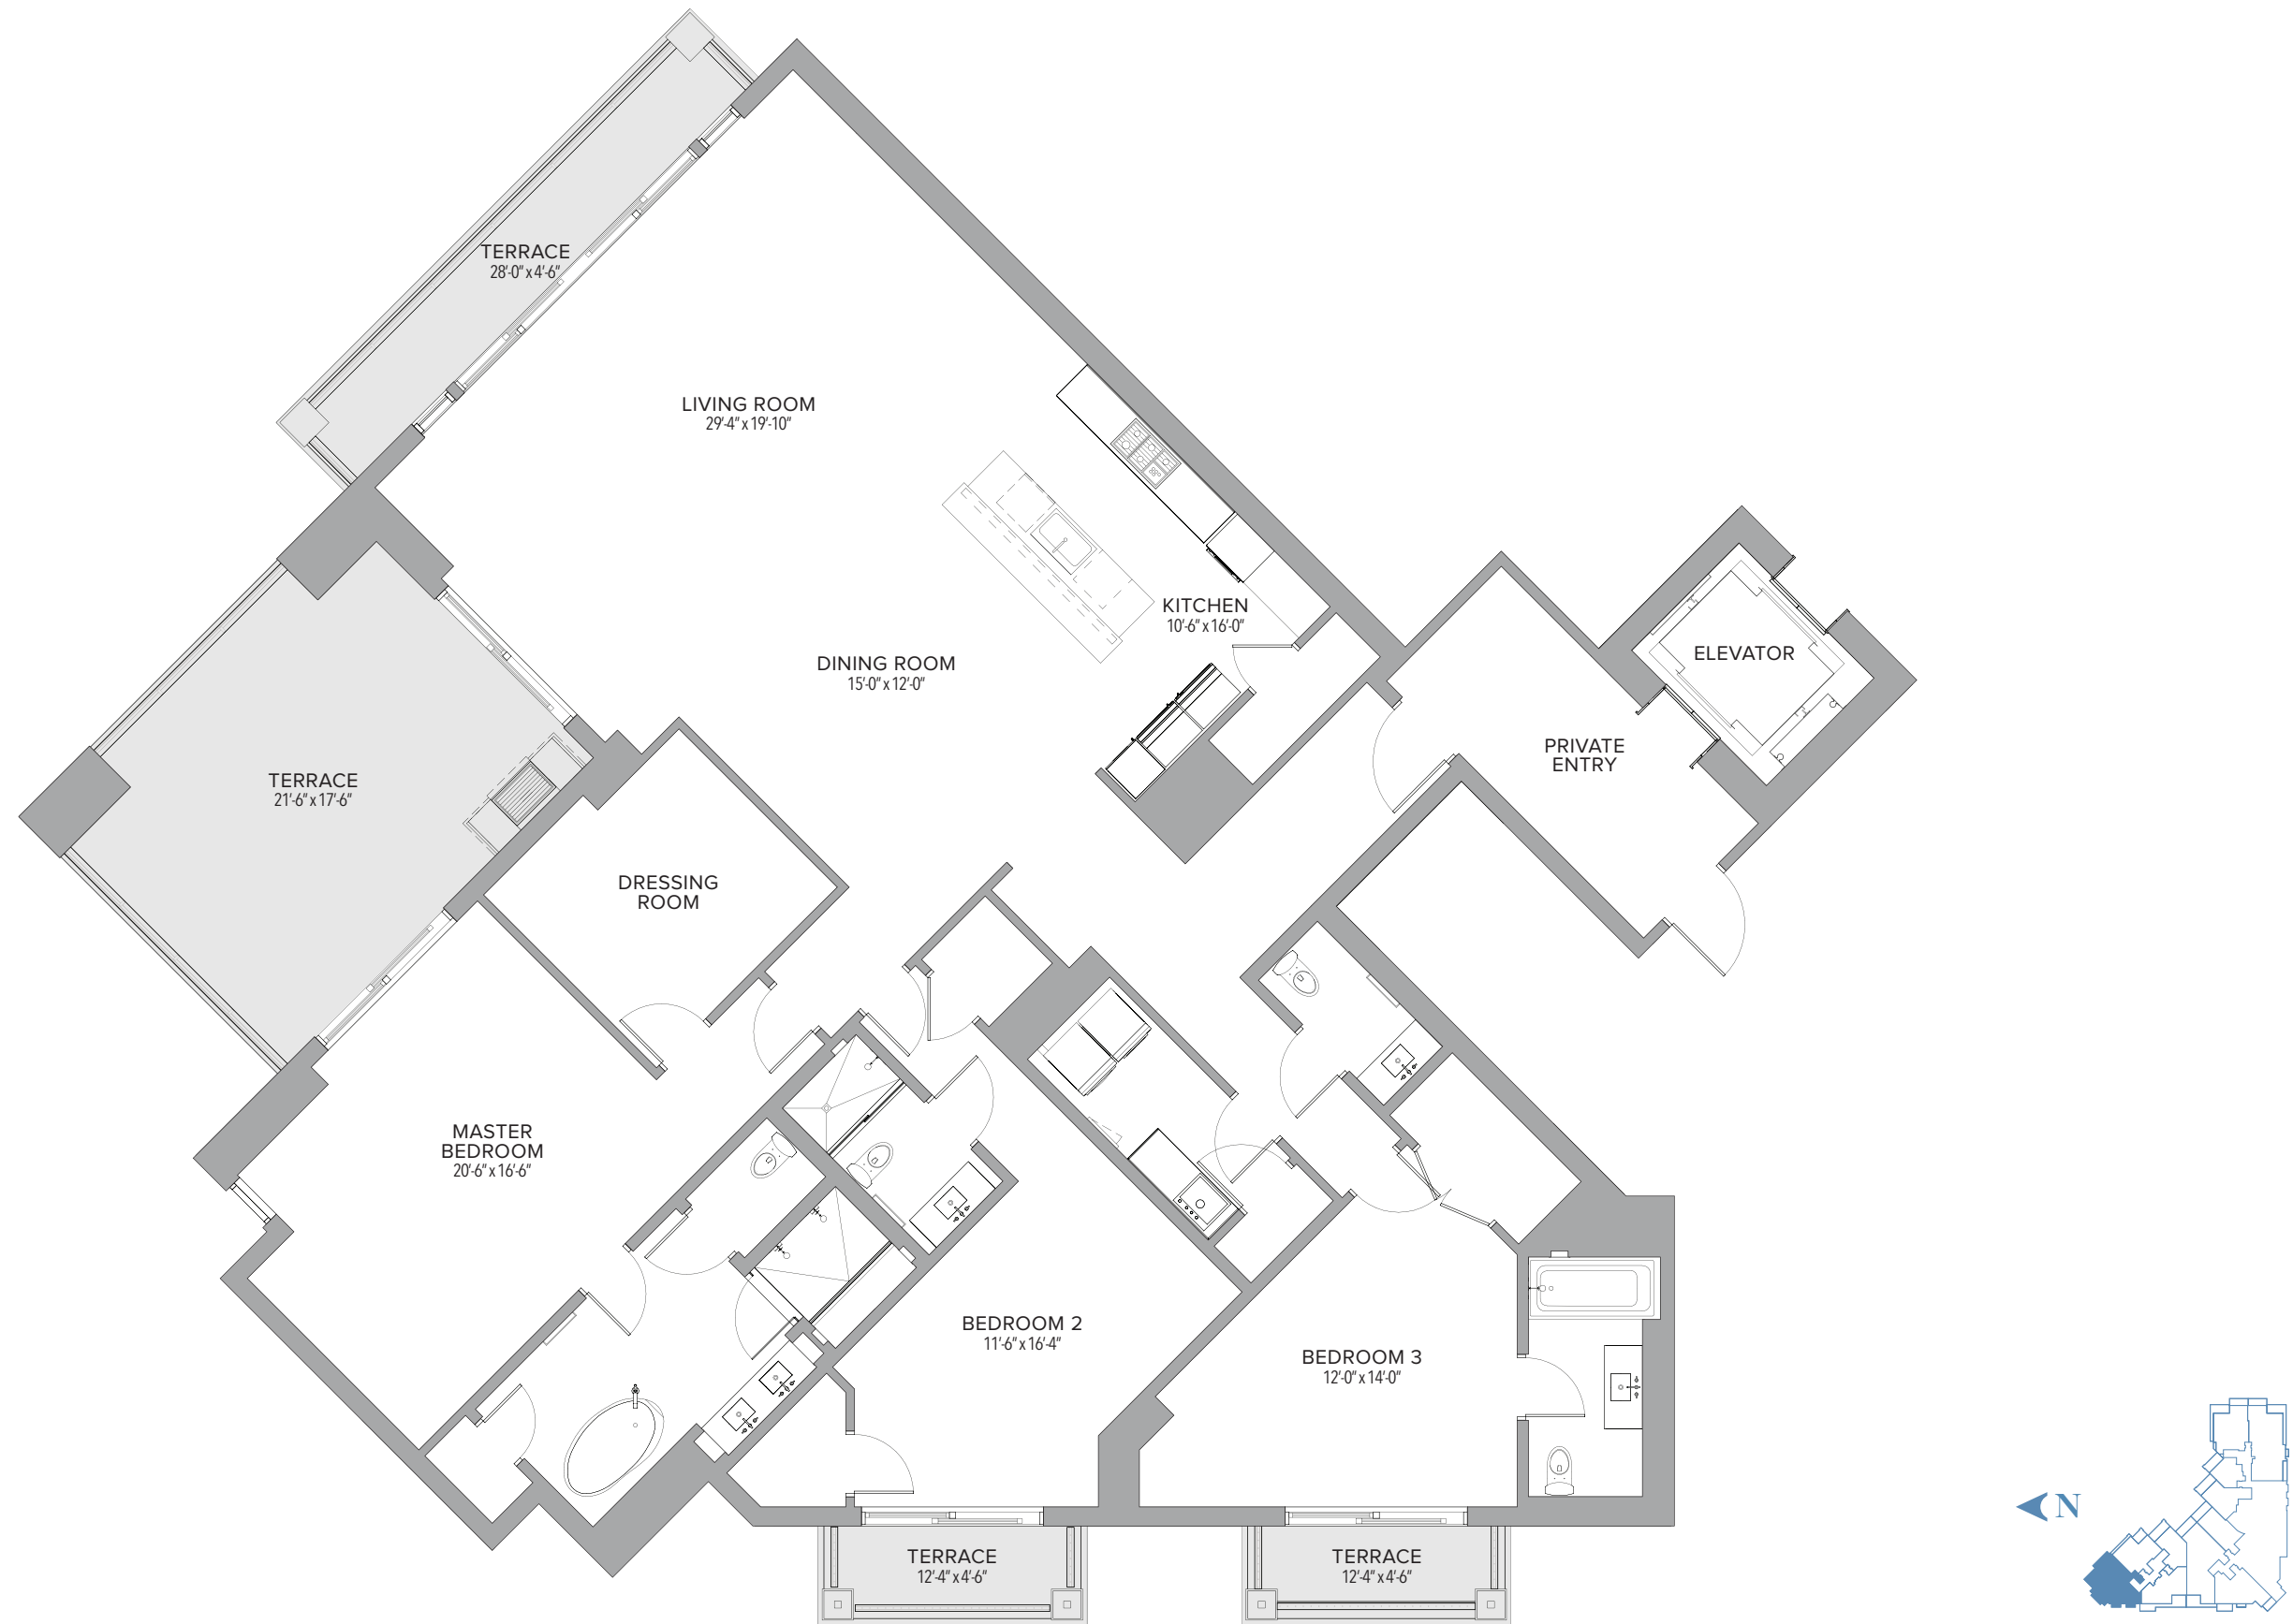 TERRACE
28'-0" x 4'-6"
LIVING ROOM
29'-4" x 19'-10"
KITCHEN
10'-6" x 16'-0"
ELEVATOR
DINING ROOM
15'-0" x 12'-0"
PRIVATE
ENTRY
TERRACE
21'-6" x 17'-6"
DRESSING
ROOM
MASTER
BEDROOM
20'-6" x 16'-6"
BEDROOM 2
11'-6" x 16'-4"
BEDROOM 3
12'-0" x 14'-0"
TERRACE
12'-4" x 4'-6"
TERRACE
12'-4" x 4'-6"
N